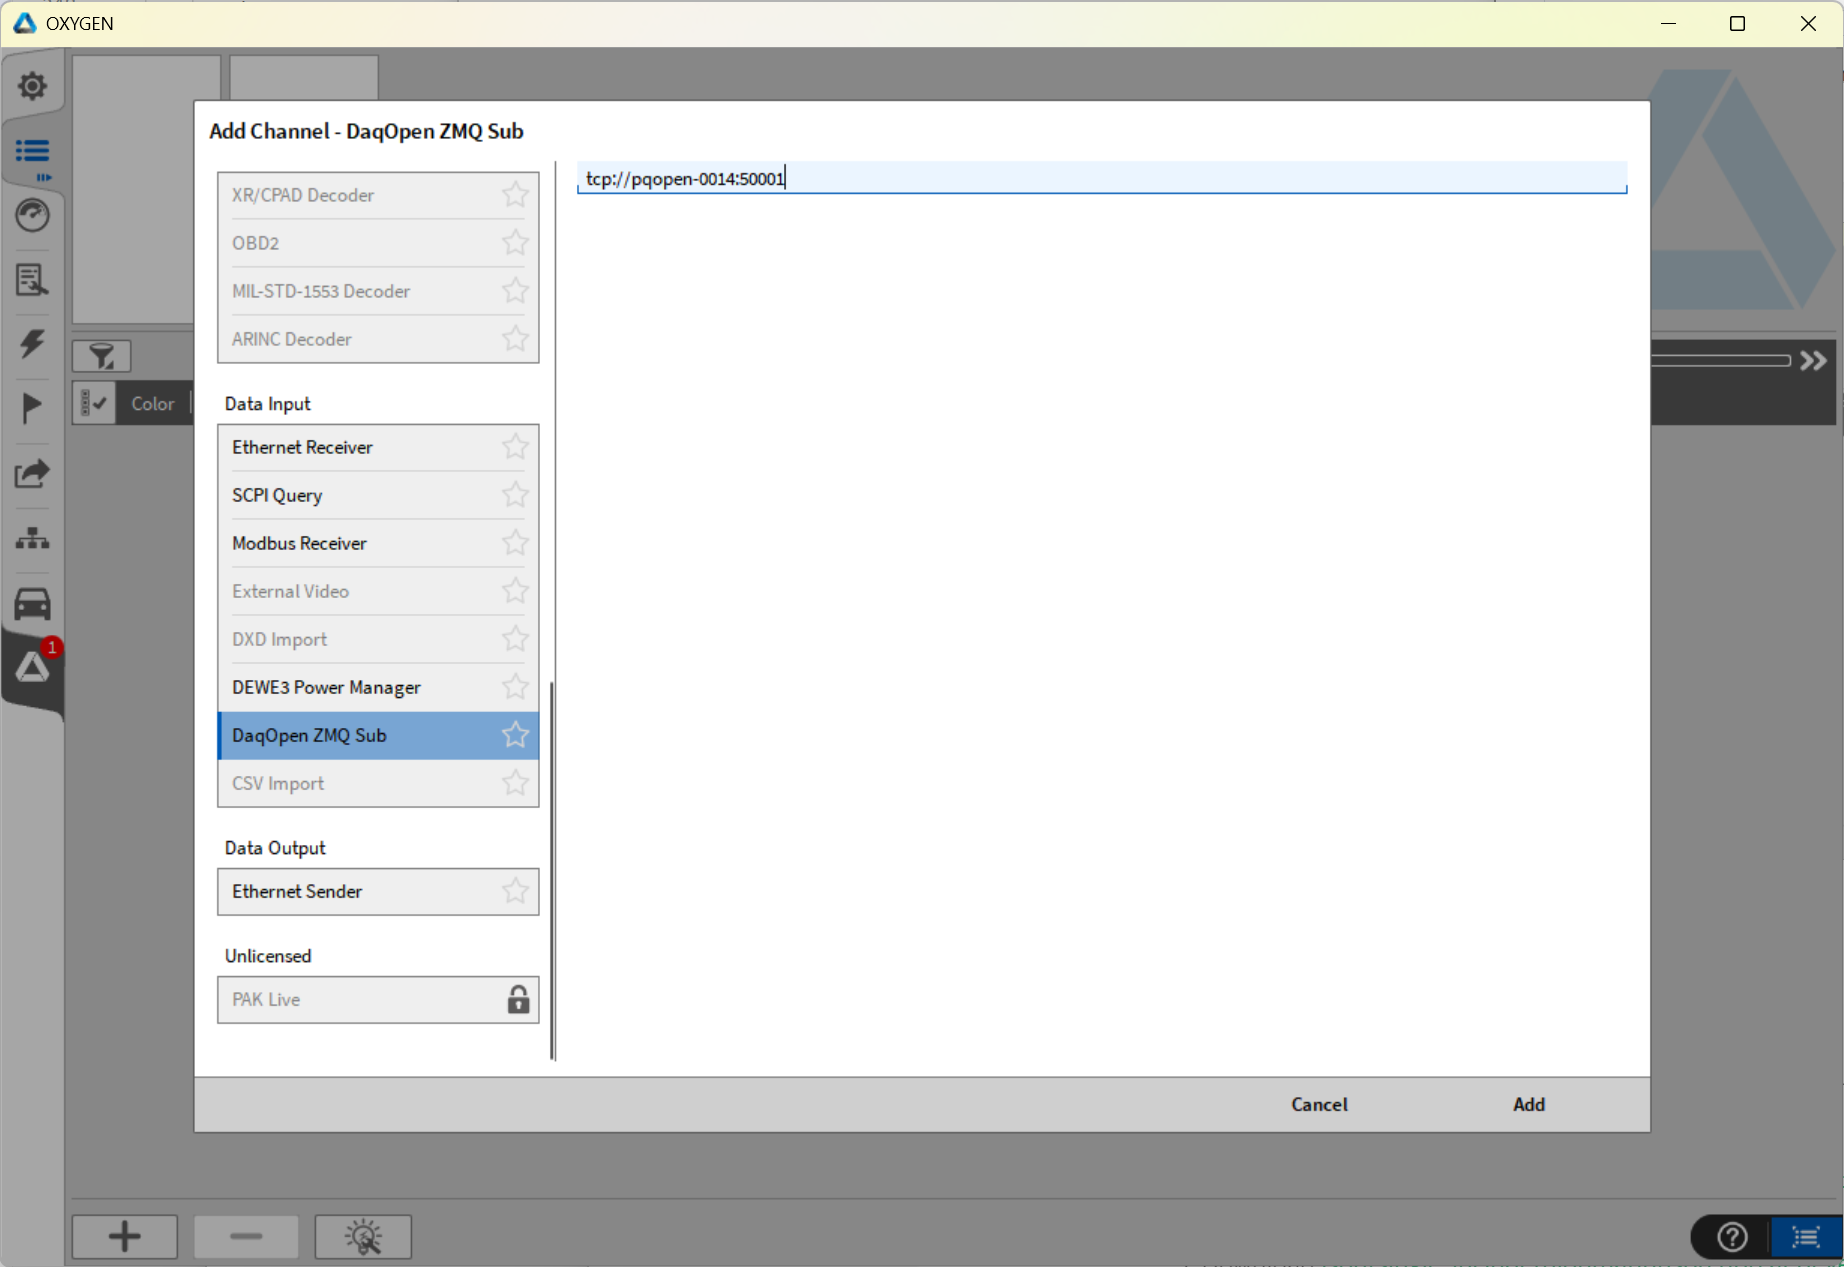 OXYGEN
Add Channel - DaqOpen ZMQ Sub
tcp://pqopen-0014:50001
XR/CPAD Decoder
OBD2
MIL-STD-1553 Decoder
ARINC Decoder
Color
Data Input
Ethernet Receiver
SCPI Query
Modbus Receiver
External Video
DXD Import
1
DEWE3 Power Manager
DaqOpen ZMQ Sub
CSV Import
Data Output
Ethernet Sender
Unlicensed
PAK Live
Cancel
Add